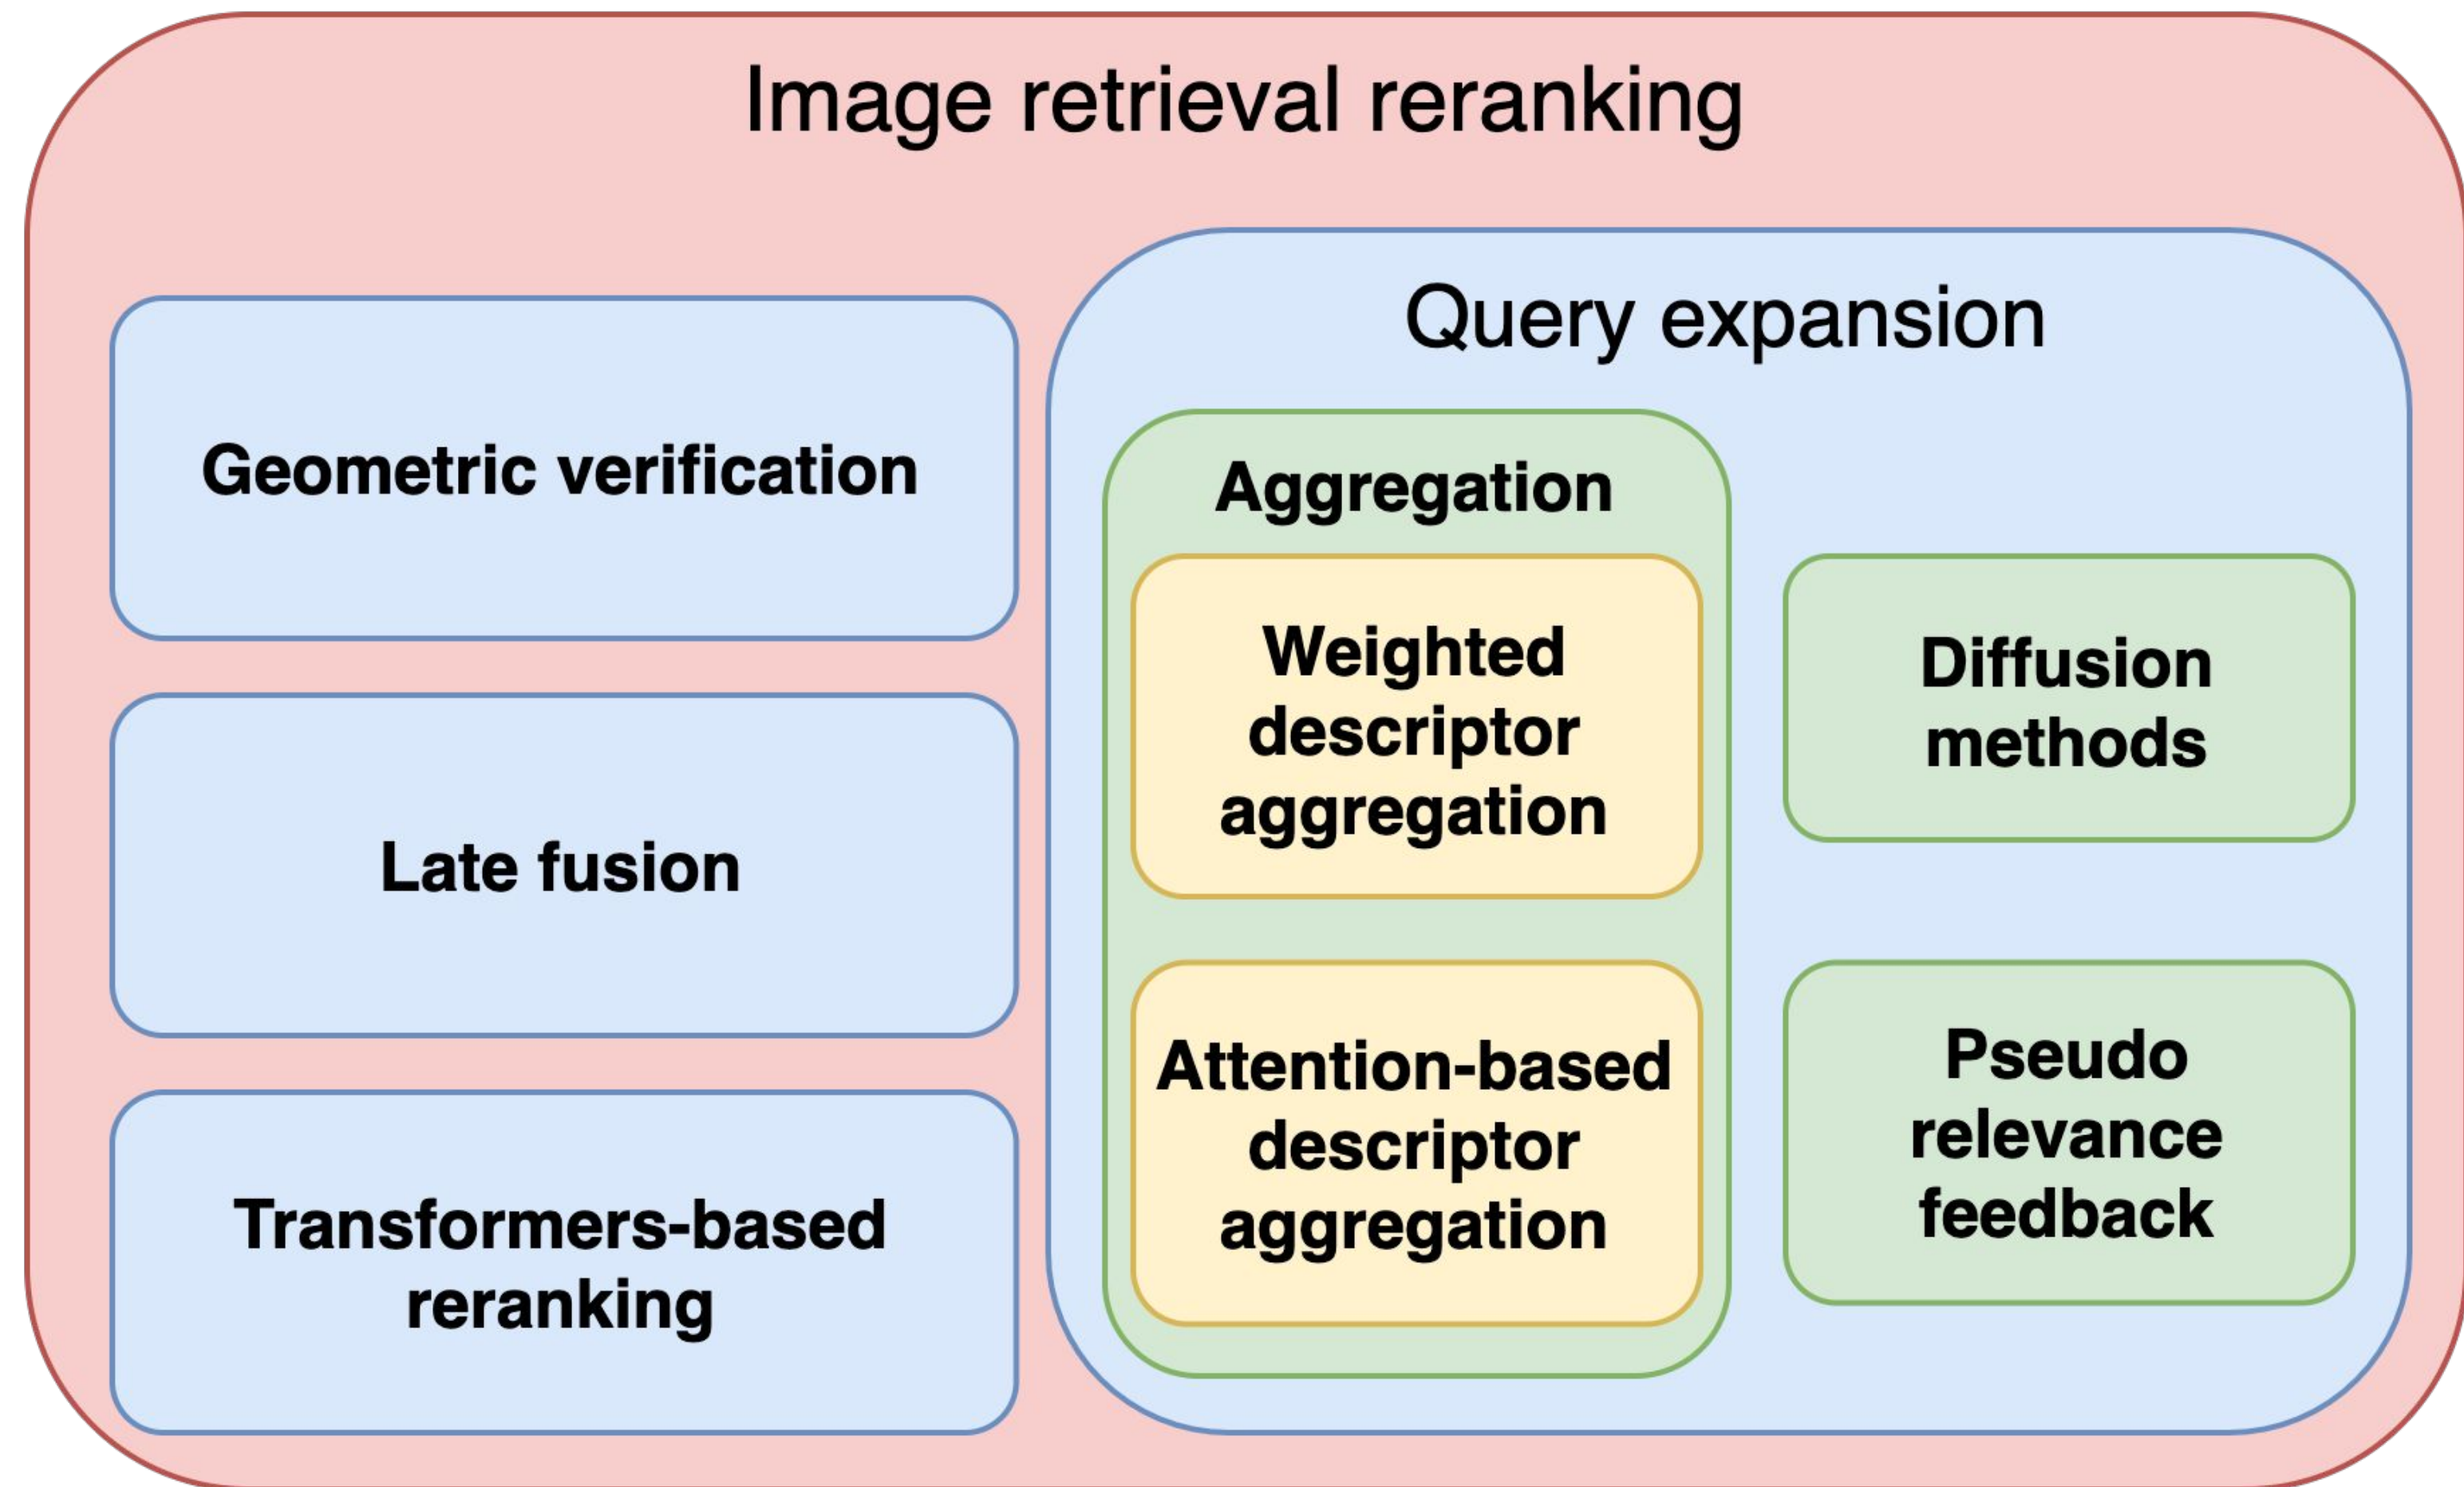 Image retrieval reranking
Geometric verification
Late fusion
Transformers-based
reranking
Query expansion
Aggregation
Weighted
descriptor
aggregation
Attention-based
descriptor
aggregation
Diffusion
methods
Pseudo
relevance
feedback